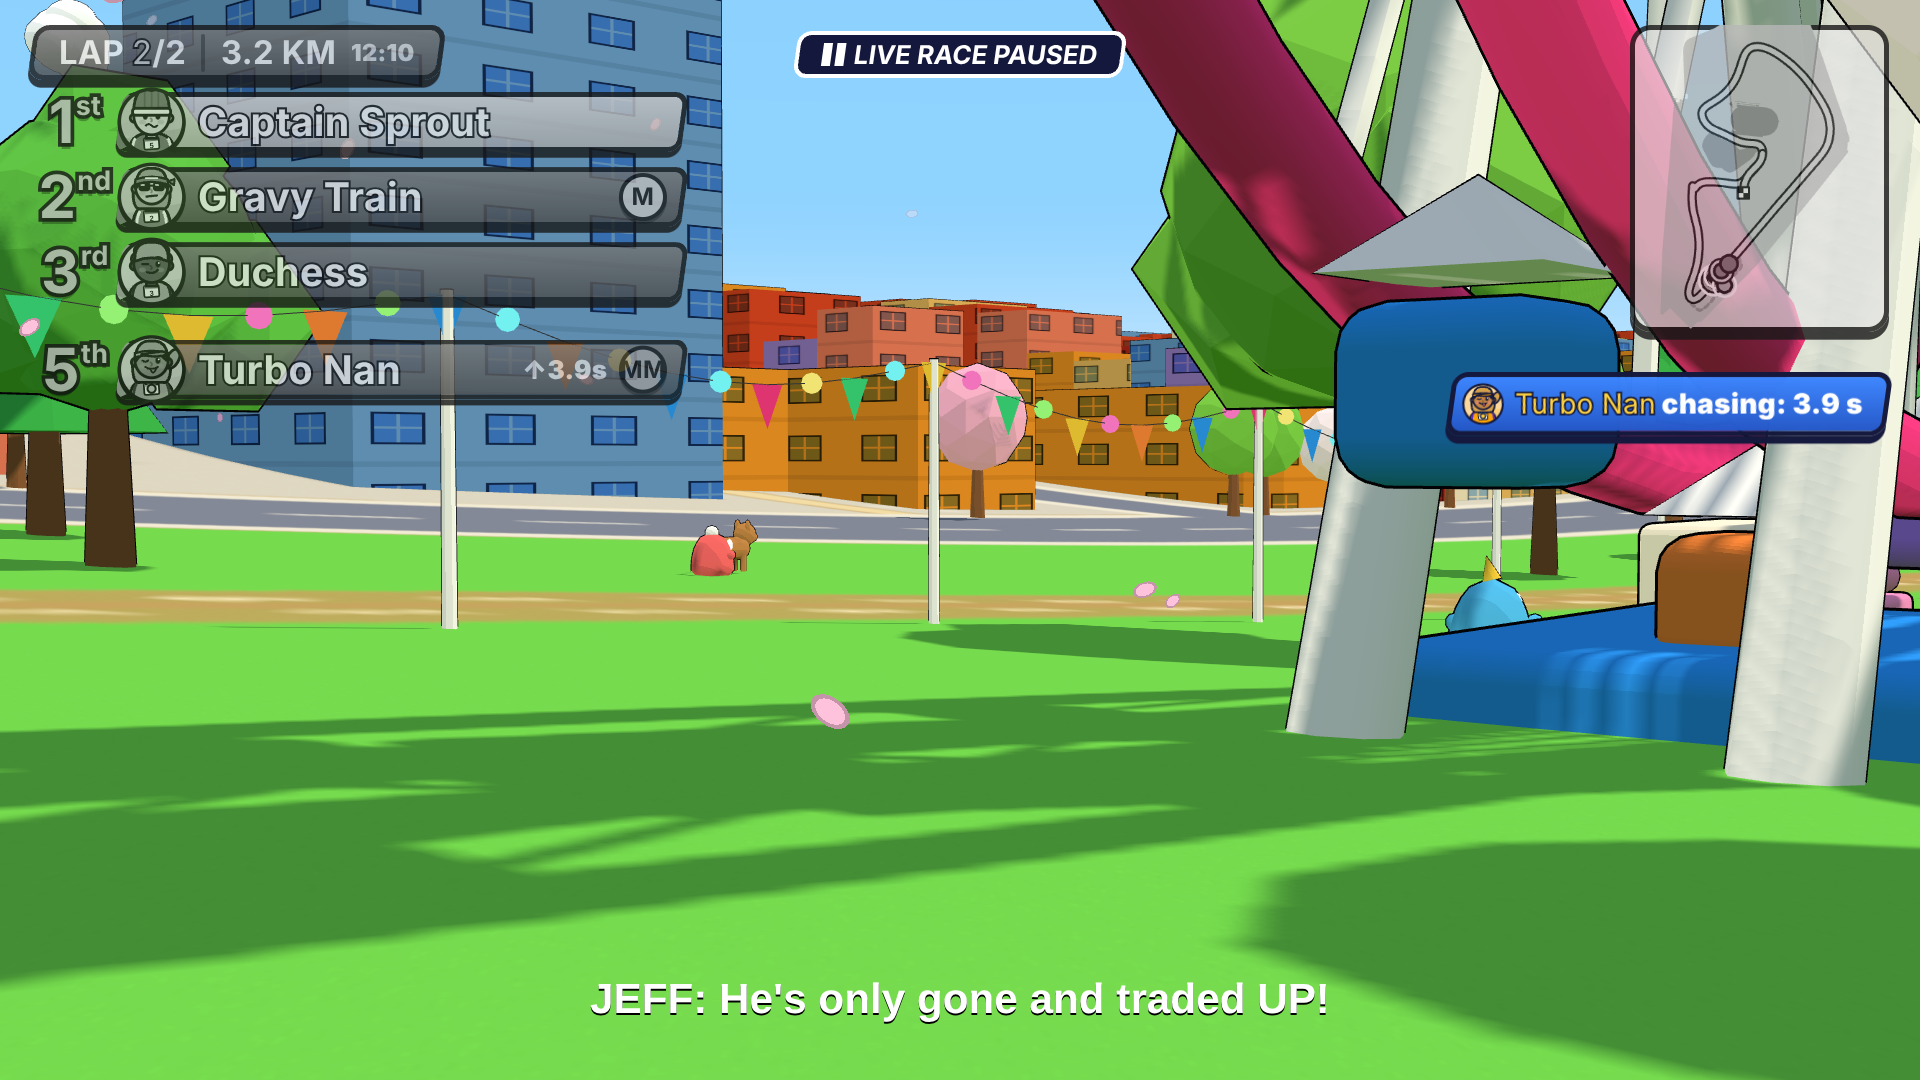 LAP 2/2 3.2 KM 12:10
LIVE RACE PAUSED
1st Captain Sprout
2nd Gravy Train M
3rd Duchess
5th Turbo Nan ↑3.9s MM
Turbo Nan chasing: 3.9 s
JEFF: He's only gone and traded UP!